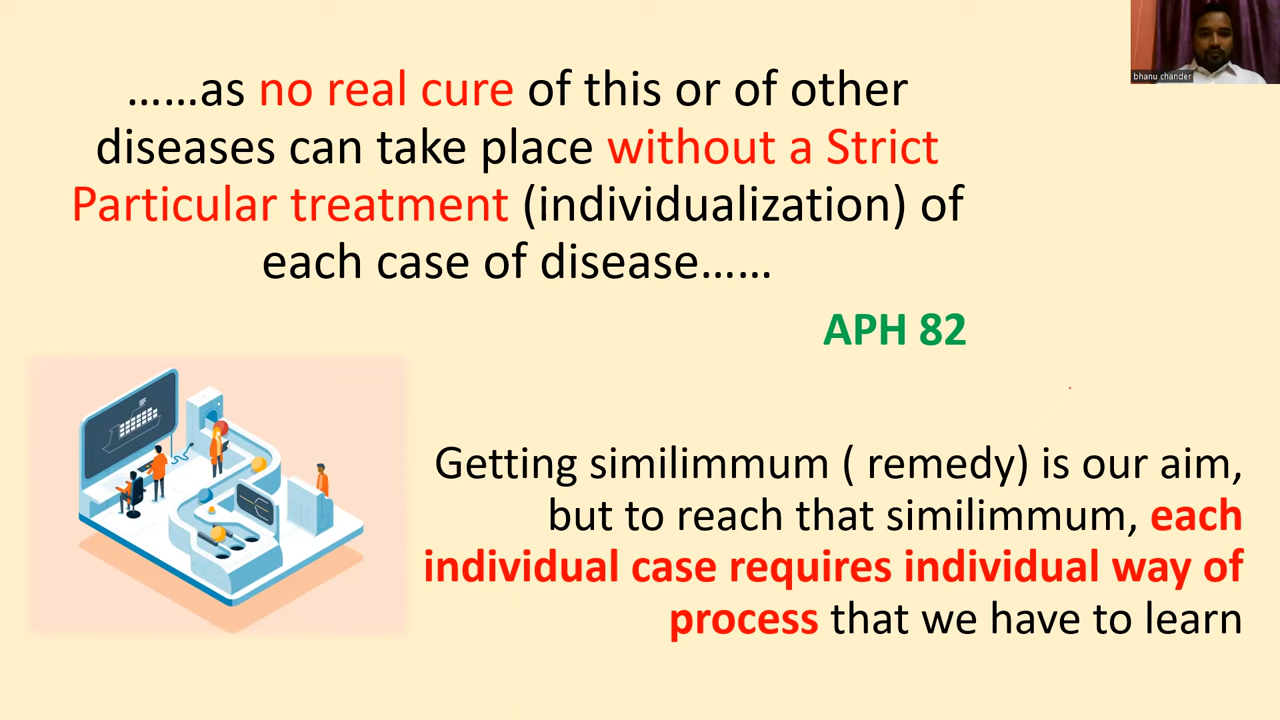 bhanu chander
……as no real cure of this or of other
diseases can take place without a Strict
Particular treatment (individualization) of
each case of disease……
APH 82
Getting similimmum ( remedy) is our aim,
but to reach that similimmum, each
individual case requires individual way of
process that we have to learn